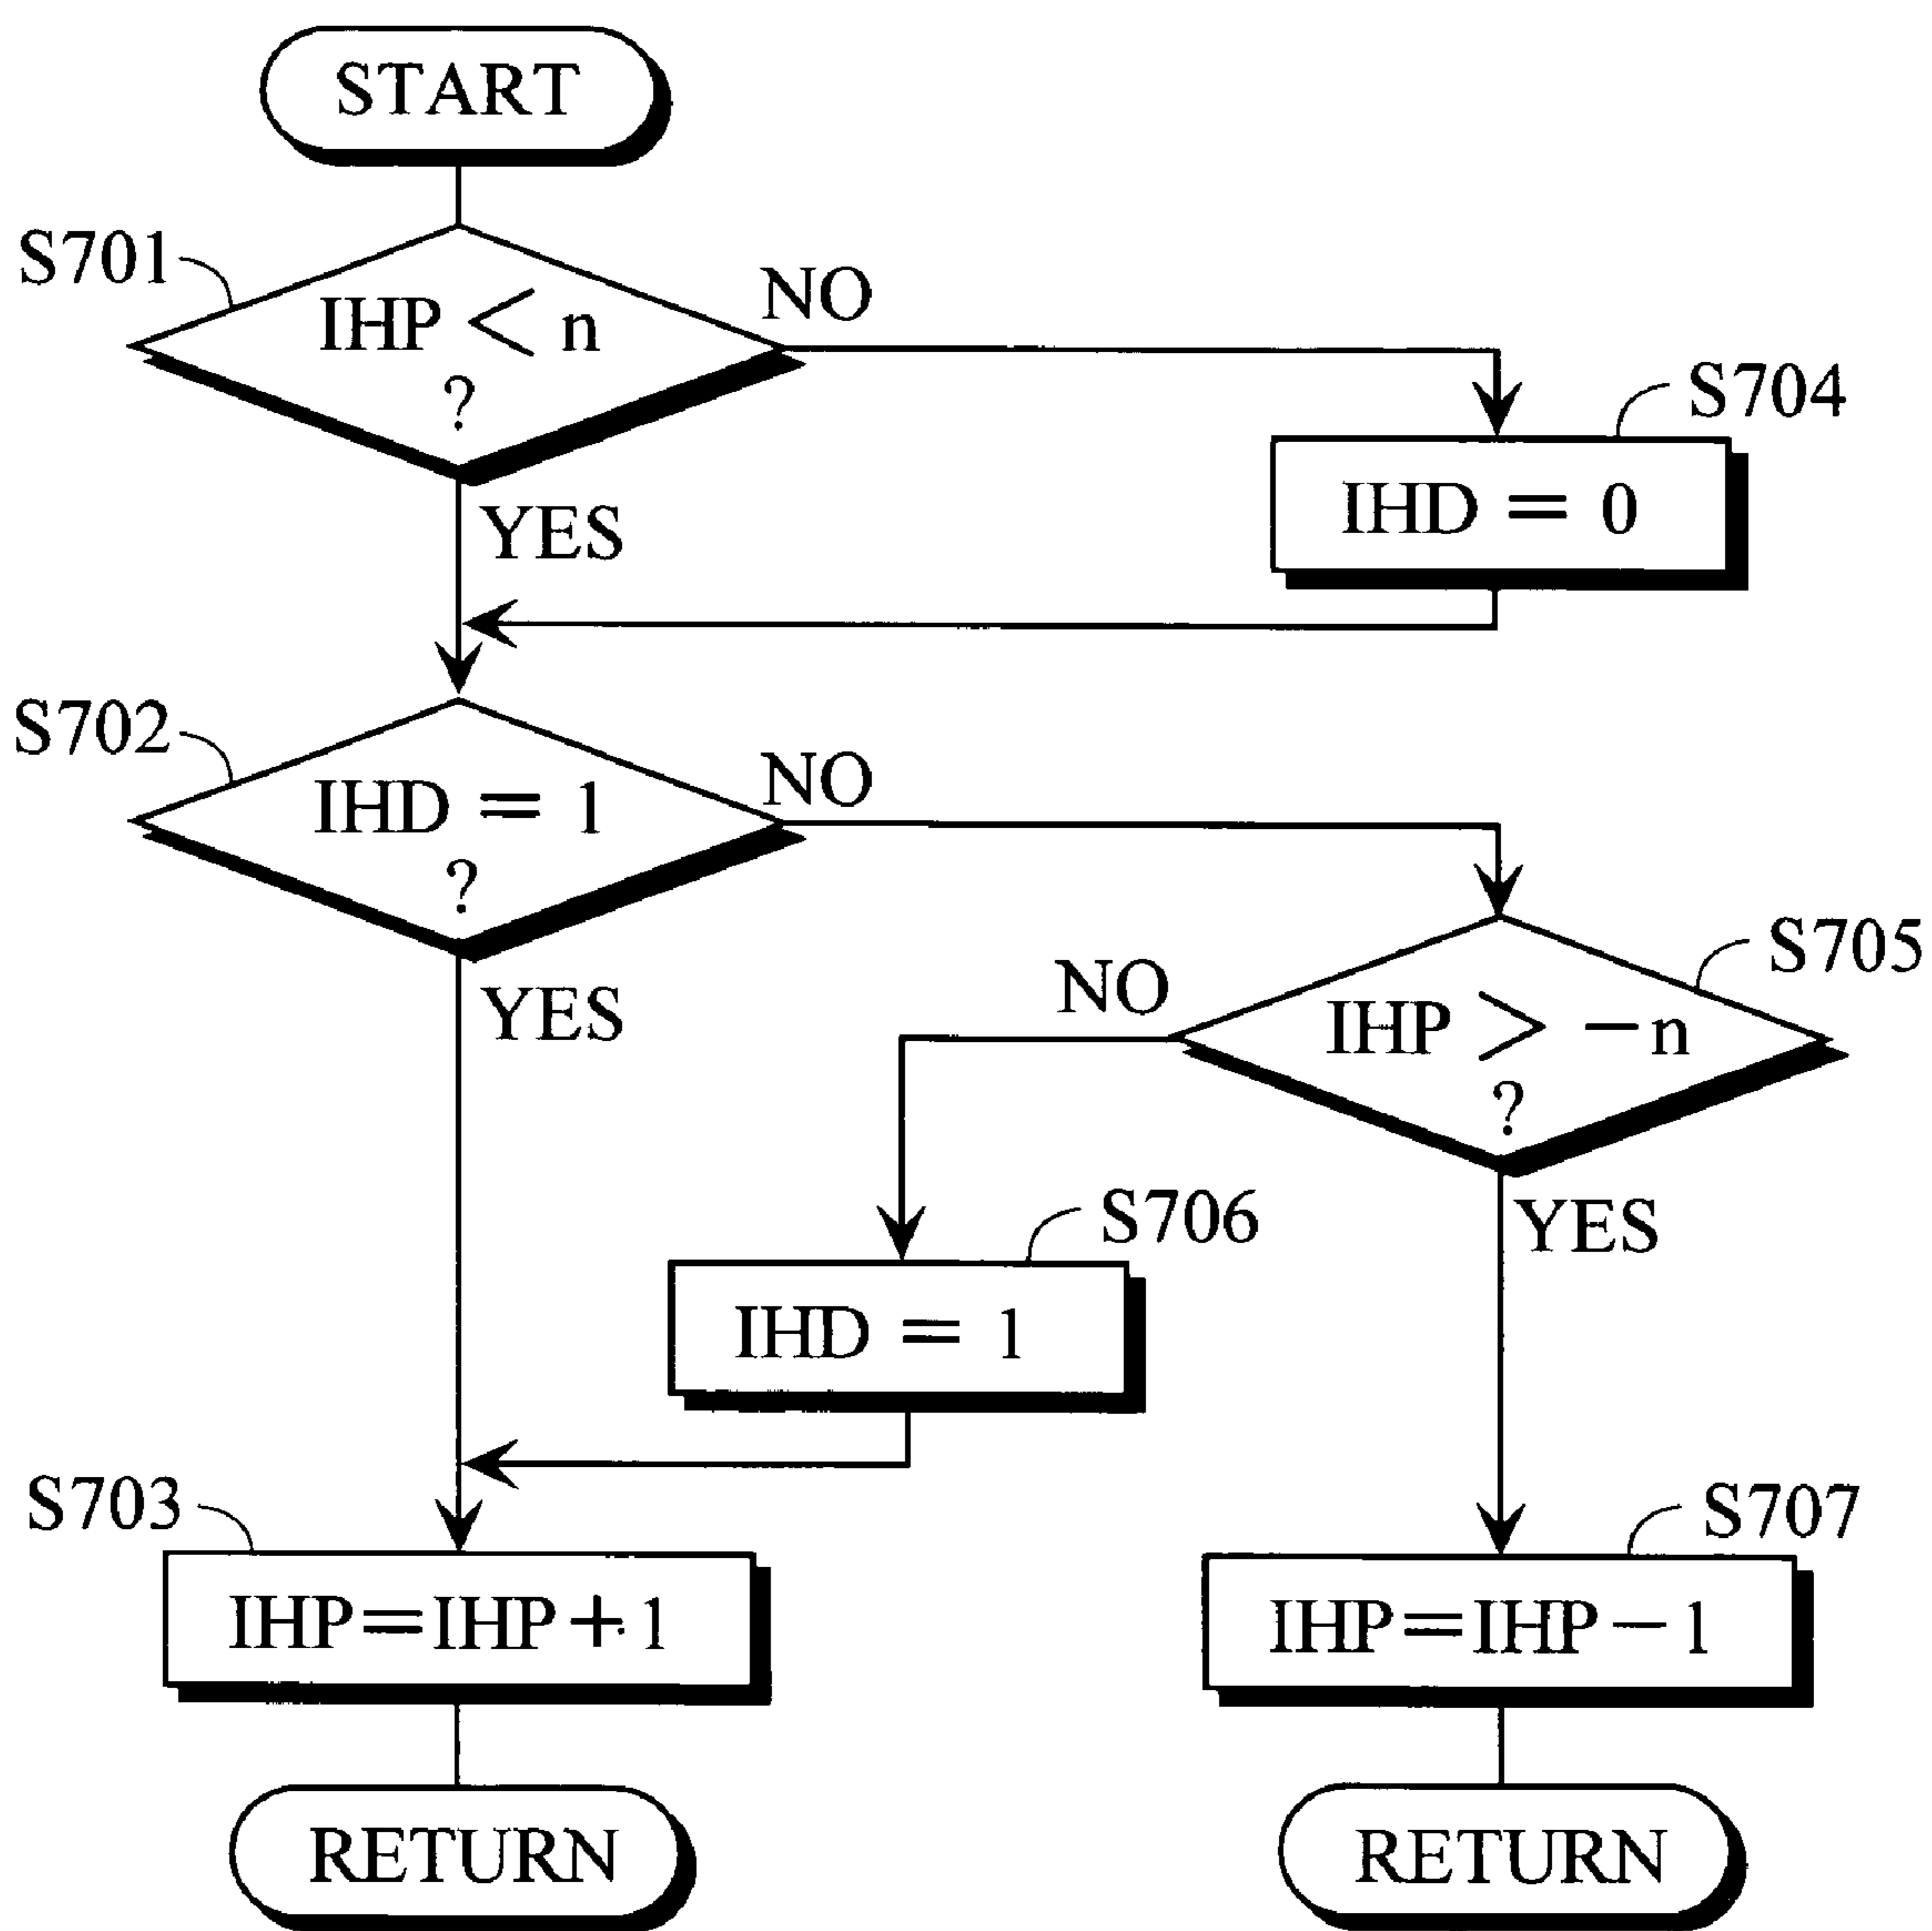 START
S701
IHP < n
?
NO
YES
S704
IHD = 0
S702
IHD = 1
?
NO
YES
S705
IHP > -n
?
NO
YES
S706
IHD = 1
S703
IHP=IHP+1
S707
IHP=IHP-1
RETURN
RETURN